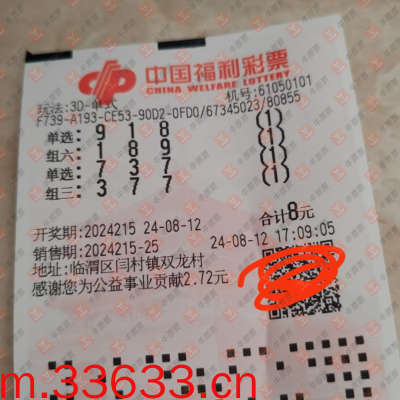 中国福利彩票
CHINA WELFARE LOTTERY
玩法:3D-单式 机号:61050101
F739-A193-CE53-90D2-0FD0/67345023/80855
单选: 9 1 8 (1)
组六: 1 8 9 (1)
单选: 7 3 7 (1)
组三: 3 7 7 (1)
合计8元
开奖期:2024215 24-08-12
销售期:2024215-25 24-08-12 17:09:05
地址:临渭区闫村镇双龙村
感谢您为公益事业贡献2.72元
m.33633.cn